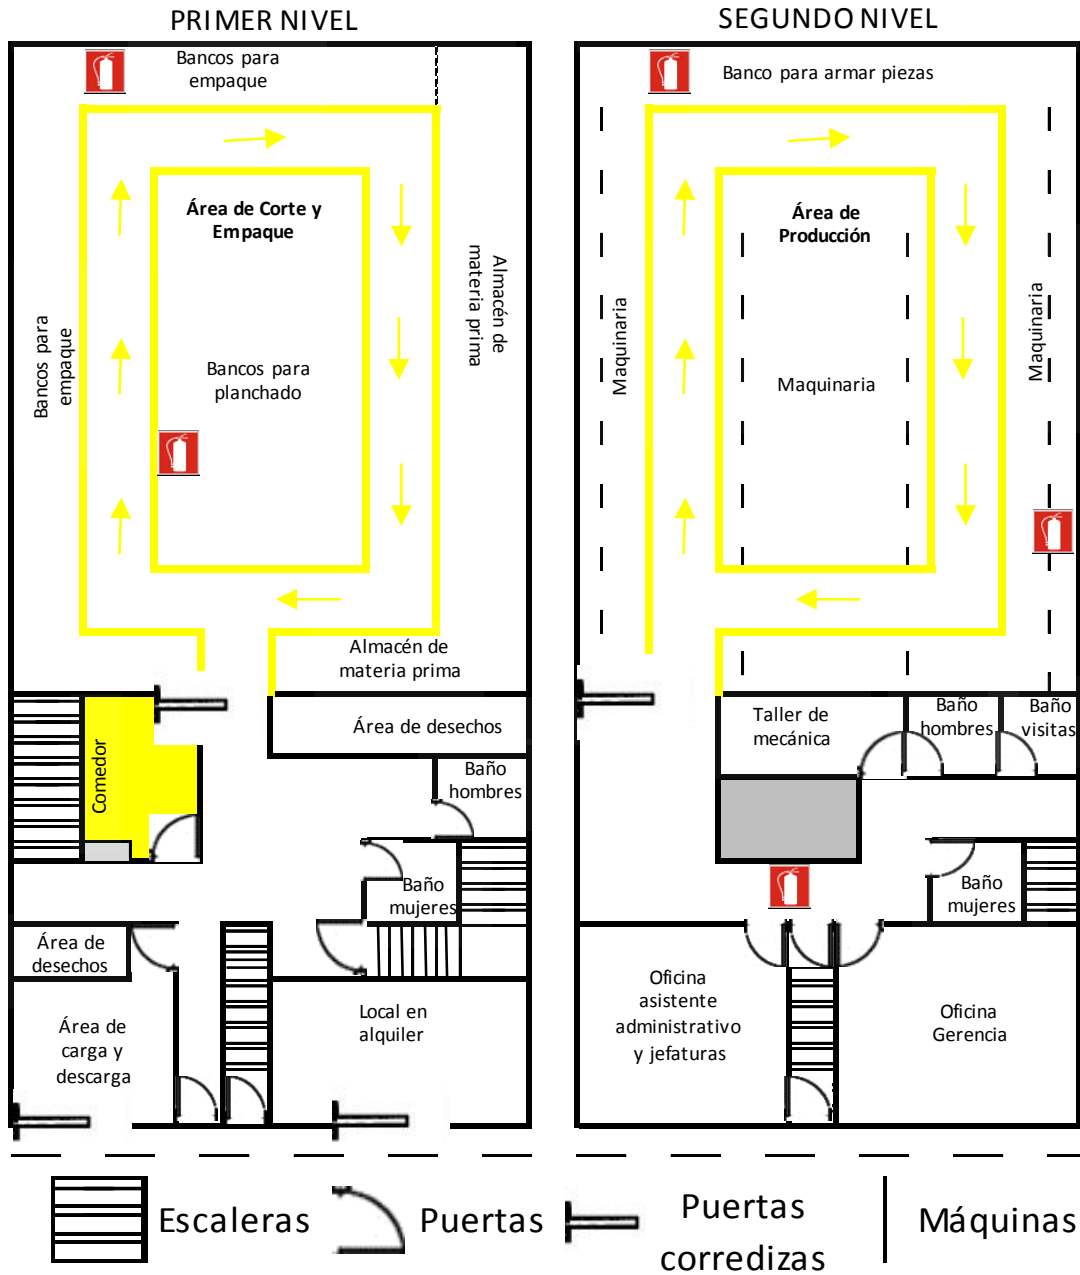 PRIMER NIVEL
Bancos para
empaque
Área de Corte y
Empaque
Almacén de
materia prima
Bancos para
empaque
Bancos para
planchado
Almacén de
materia prima
Área de desechos
Comedor
Baño
hombres
Baño
mujeres
Área de
desechos
Área de
carga y
descarga
Local en
alquiler
SEGUNDO NIVEL
Banco para armar piezas
Área de
Producción
Maquinaria
Maquinaria
Maquinaria
Taller de
mecánica
Baño
hombres
Baño
visitas
Baño
mujeres
Oficina
asistente
administrativo
y jefaturas
Oficina
Gerencia
Escaleras
Puertas
Puertas
corredizas
Máquinas